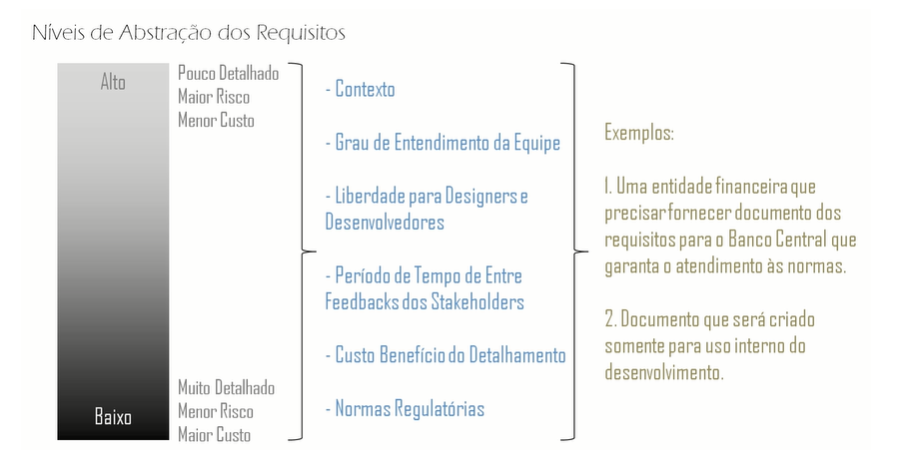 Níveis de Abstração dos Requisitos
Alto
Pouco Detalhado
Maior Risco
Menor Custo
Baixo
Muito Detalhado
Menor Risco
Maior Custo
- Contexto
- Grau de Entendimento da Equipe
- Liberdade para Designers e
Desenvolvedores
- Período de Tempo de Entre
Feedbacks dos Stakeholders
- Custo Benefício do Detalhamento
- Normas Regulatórias
Exemplos:
1. Uma entidade financeira que
precisar fornecer documento dos
requisitos para o Banco Central que
garanta o atendimento às normas.
2. Documento que será criado
somente para uso interno do
desenvolvimento.